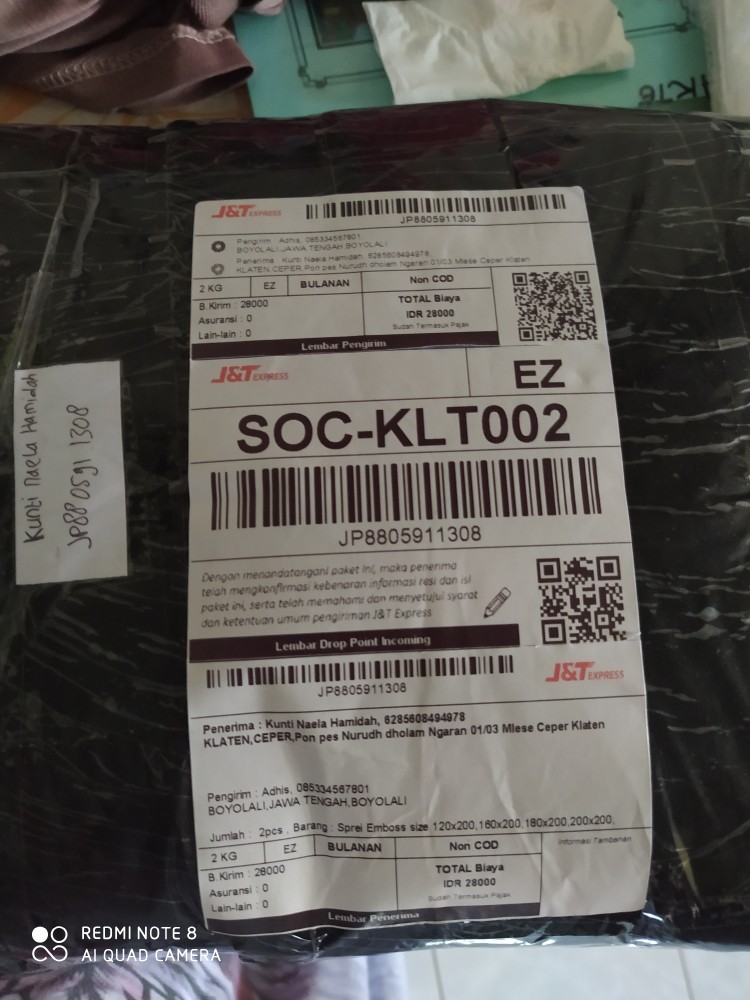 J&T EXPRESS
JP8805911308
Pengirim : Adhis, 085334567801
BOYOLALI,JAWA TENGAH,BOYOLALI
Penerima : Kunti Naela Hamidah, 6285608494978
KLATEN,CEPER,Pon pes Nurudh dholam Ngaran 01/03 Mlese Ceper Klaten
2 KG EZ BULANAN Non COD
B.Kirim : 28000
Asuransi : 0
Lain-lain : 0
TOTAL Biaya
IDR 28000
Sudah Termasuk Pajak
Lembar Pengirim
J&T EXPRESS
EZ
SOC-KLT002
JP8805911308
Dengan menandatangani paket ini, maka penerima
telah mengkonfirmasi kebenaran informasi resi dan isi
paket ini, serta telah memahami dan menyetujui syarat
dan ketentuan umum pengiriman J&T Express
Lembar Drop Point Incoming
JP8805911308
J&T EXPRESS
Penerima : Kunti Naela Hamidah, 6285608494978
KLATEN,CEPER,Pon pes Nurudh dholam Ngaran 01/03 Mlese Ceper Klaten
Pengirim : Adhis, 085334567801
BOYOLALI,JAWA TENGAH,BOYOLALI
Jumlah : 2pcs , Barang : Sprei Emboss size 120x200,160x200,180x200,200x200,
2 KG EZ BULANAN Non COD
Informasi Tambahan
B.Kirim : 28000
Asuransi : 0
Lain-lain : 0
TOTAL Biaya
IDR 28000
Sudah Termasuk Pajak
Lembar Penerima
Kunti Naela Hamidah
JP8805911308
REDMI NOTE 8
AI QUAD CAMERA